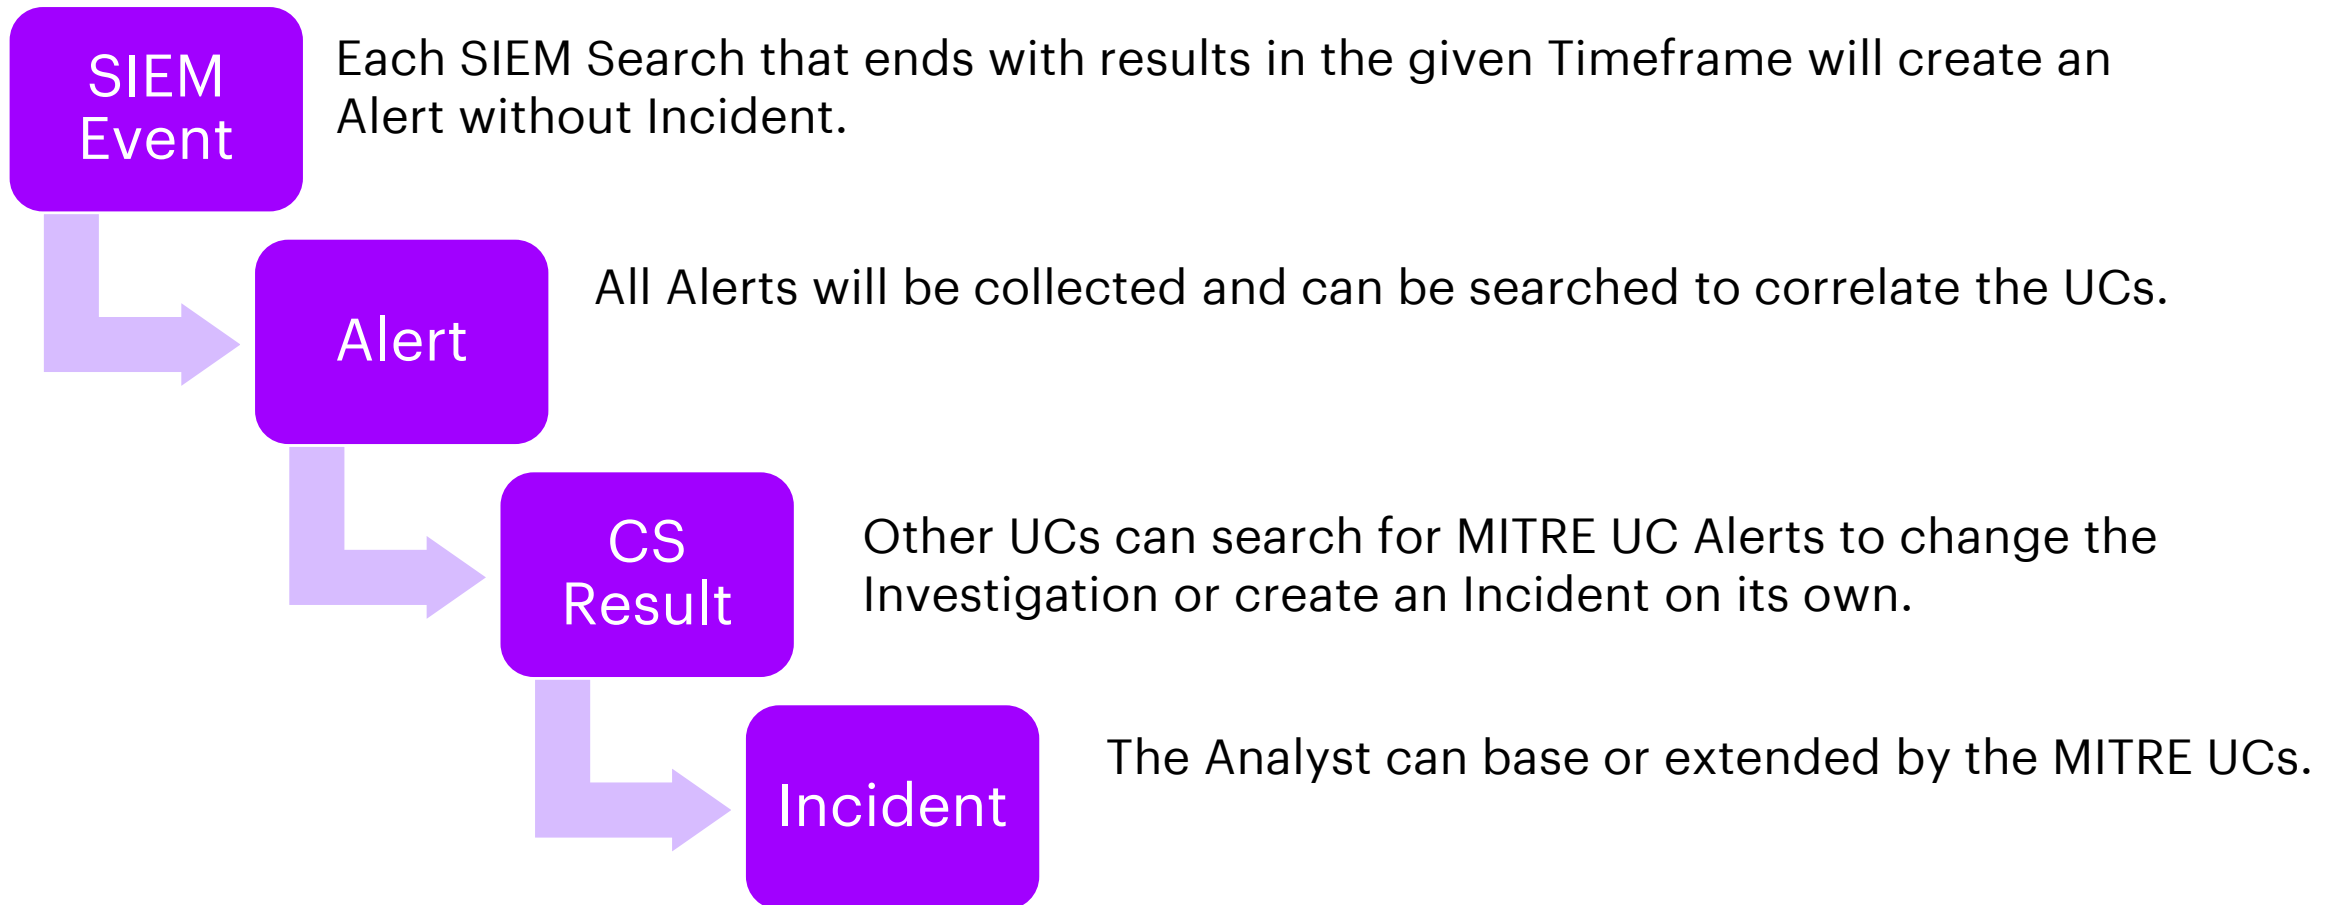 SIEM
Event
Each SIEM Search that ends with results in the given Timeframe will create an
Alert without Incident.
Alert
All Alerts will be collected and can be searched to correlate the UCs.
CS
Result
Other UCs can search for MITRE UC Alerts to change the
Investigation or create an Incident on its own.
Incident
The Analyst can base or extended by the MITRE UCs.